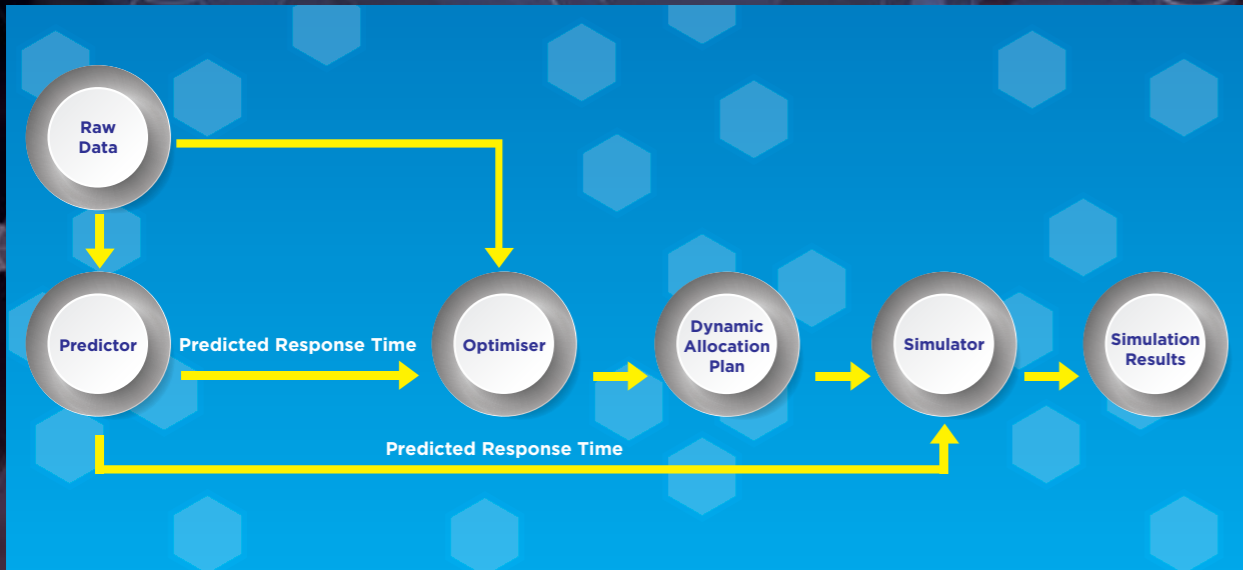 Raw
Data
Predictor
Predicted Response Time
Optimiser
Dynamic
Allocation
Plan
Simulator
Simulation
Results
Predicted Response Time